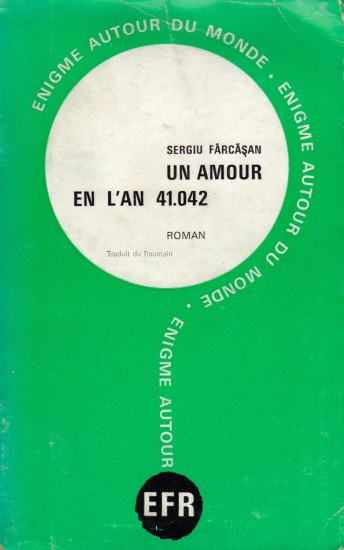 ENIGME AUTOUR DU MONDE · ENIGME AUTOUR DU MONDE · ENIGME AUTOUR
SERGIU FĂRCĂŞAN
UN AMOUR
EN L'AN 41.042
ROMAN
Traduit du Roumain
EFR